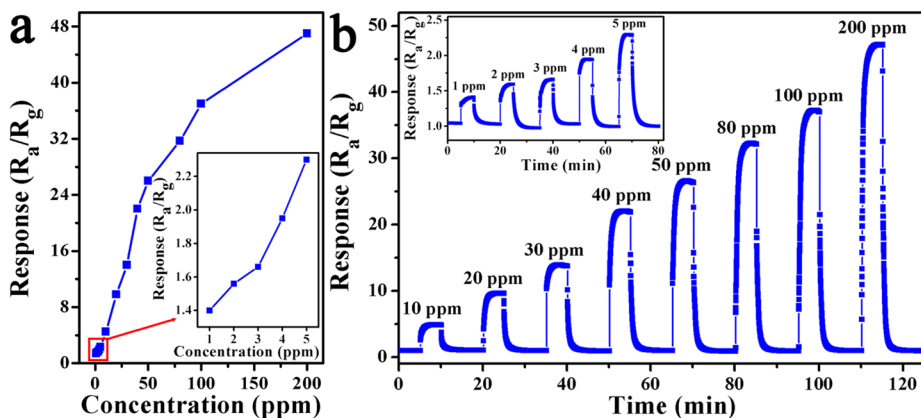 a
Response (Ra/Rg)
48
40
32
24
16
8
0
0 50 100 150 200
Concentration (ppm)
Response (Ra/Rg)
2.2
2.0
1.8
1.6
1.4
1 2 3 4 5
Concentration (ppm)
b
Response (Ra/Rg)
50
40
30
20
10
0
0 20 40 60 80 100 120
Time (min)
10 ppm
20 ppm
30 ppm
40 ppm
50 ppm
80 ppm
100 ppm
200 ppm
Response (Ra/Rg)
2.5
2.0
1.5
1.0
0 20 40 60 80
Time (min)
1 ppm
2 ppm
3 ppm
4 ppm
5 ppm